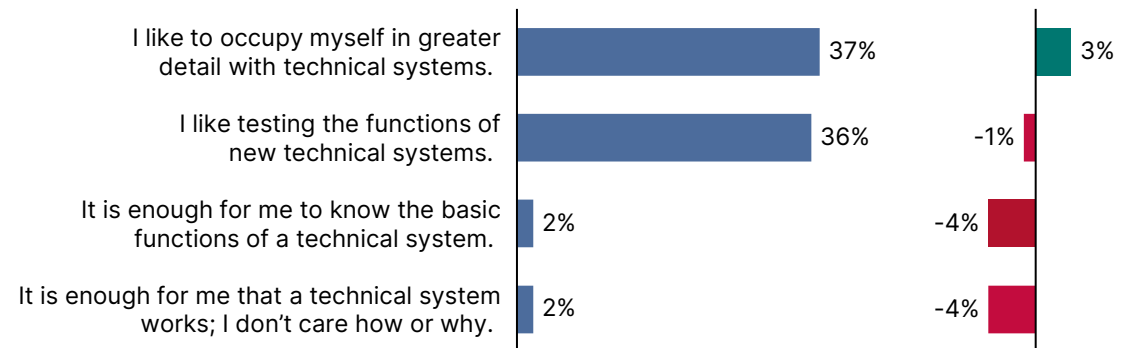 I like to occupy myself in greater
detail with technical systems.
37%
3%
I like testing the functions of
new technical systems.
36%
-1%
It is enough for me to know the basic
functions of a technical system.
2%
-4%
It is enough for me that a technical system
works; I don’t care how or why.
2%
-4%